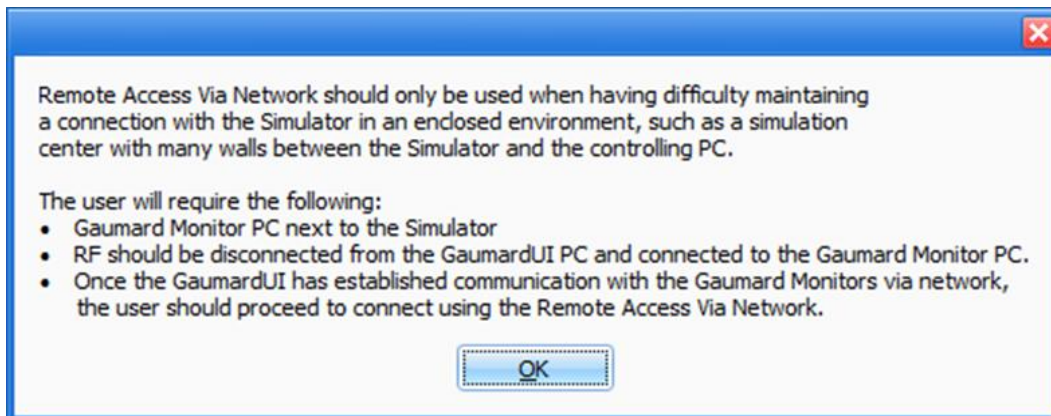 Remote Access Via Network should only be used when having difficulty maintaining
a connection with the Simulator in an enclosed environment, such as a simulation
center with many walls between the Simulator and the controlling PC.
The user will require the following:
• Gaumard Monitor PC next to the Simulator
• RF should be disconnected from the GaumardUI PC and connected to the Gaumard Monitor PC.
• Once the GaumardUI has established communication with the Gaumard Monitors via network,
the user should proceed to connect using the Remote Access Via Network.
OK